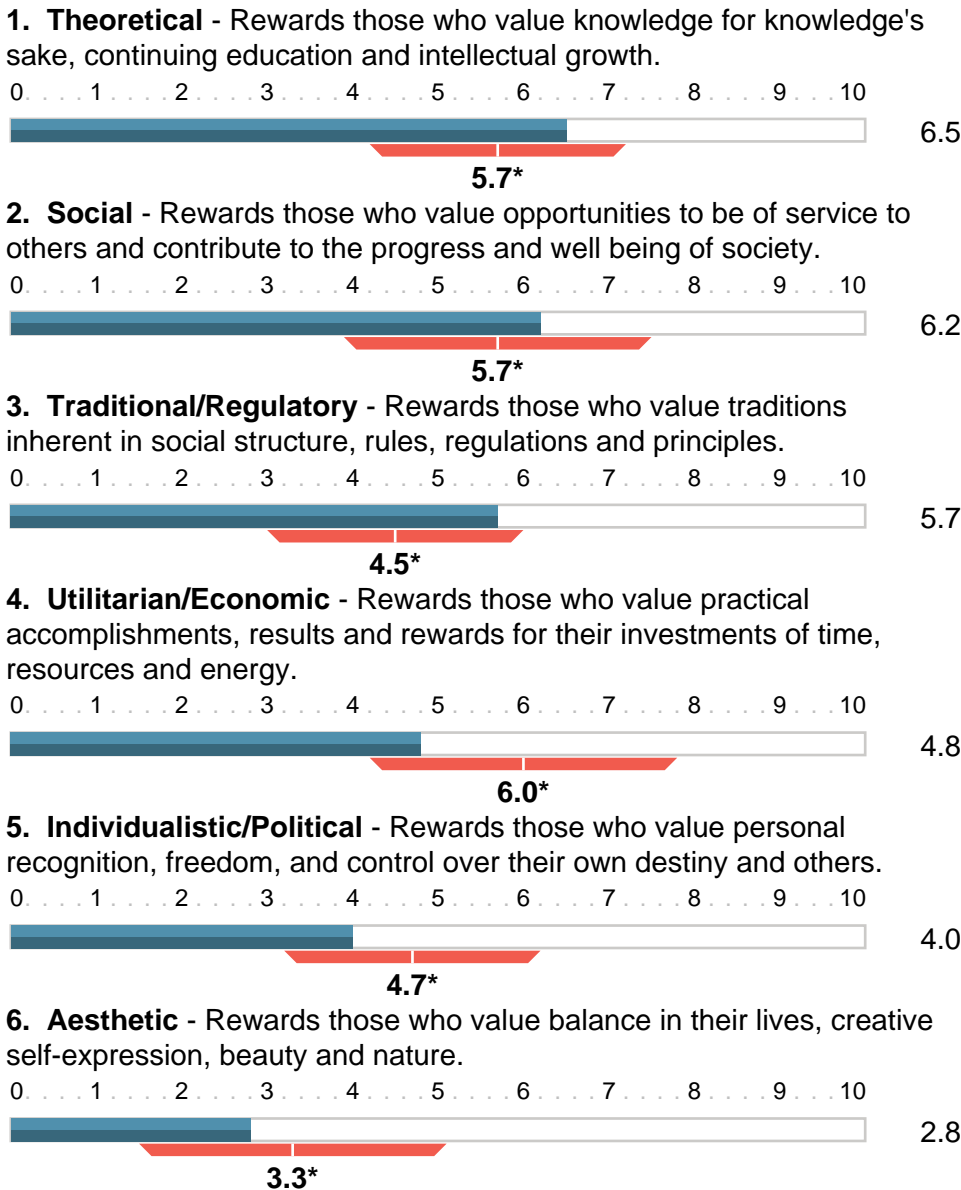 1. Theoretical - Rewards those who value knowledge for knowledge's
sake, continuing education and intellectual growth.
0. . . . 1 . . . . 2 . . . . 3 . . . . 4 . . . . 5 . . . . 6 . . . . 7 . . . . 8 . . . . 9 . . . 10
6.5
5.7*
2. Social - Rewards those who value opportunities to be of service to
others and contribute to the progress and well being of society.
0. . . . 1 . . . . 2 . . . . 3 . . . . 4 . . . . 5 . . . . 6 . . . . 7 . . . . 8 . . . . 9 . . . 10
6.2
5.7*
3. Traditional/Regulatory - Rewards those who value traditions
inherent in social structure, rules, regulations and principles.
0. . . . 1 . . . . 2 . . . . 3 . . . . 4 . . . . 5 . . . . 6 . . . . 7 . . . . 8 . . . . 9 . . . 10
5.7
4.5*
4. Utilitarian/Economic - Rewards those who value practical
accomplishments, results and rewards for their investments of time,
resources and energy.
0. . . . 1 . . . . 2 . . . . 3 . . . . 4 . . . . 5 . . . . 6 . . . . 7 . . . . 8 . . . . 9 . . . 10
4.8
6.0*
5. Individualistic/Political - Rewards those who value personal
recognition, freedom, and control over their own destiny and others.
0. . . . 1 . . . . 2 . . . . 3 . . . . 4 . . . . 5 . . . . 6 . . . . 7 . . . . 8 . . . . 9 . . . 10
4.0
4.7*
6. Aesthetic - Rewards those who value balance in their lives, creative
self-expression, beauty and nature.
0. . . . 1 . . . . 2 . . . . 3 . . . . 4 . . . . 5 . . . . 6 . . . . 7 . . . . 8 . . . . 9 . . . 10
2.8
3.3*